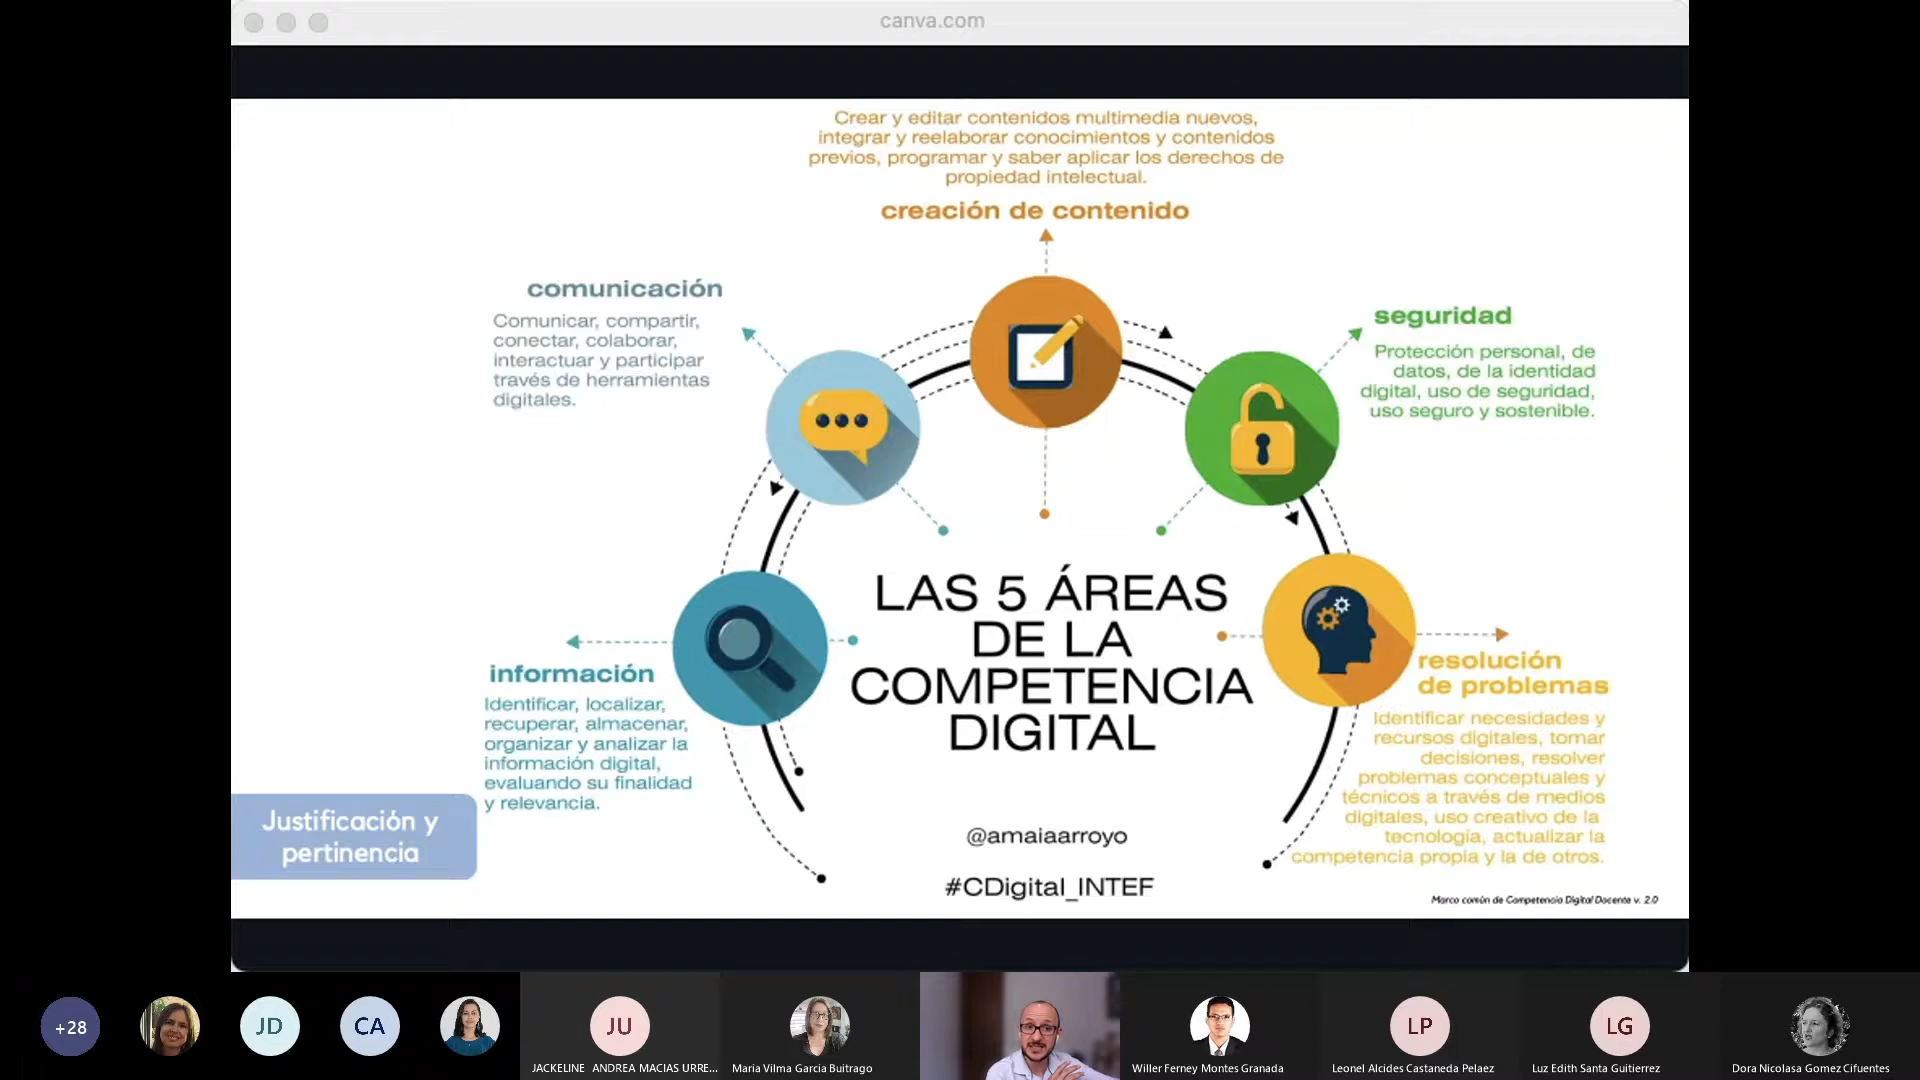 canva.com
Crear y editar contenidos multimedia nuevos,
integrar y reelaborar conocimientos y contenidos
previos, programar y saber aplicar los derechos de
propiedad intelectual.
creación de contenido
comunicación
Comunicar, compartir,
conectar, colaborar,
interactuar y participar
través de herramientas
digitales.
seguridad
Protección personal, de
datos, de la identidad
digital, uso de seguridad,
uso seguro y sostenible.
LAS 5 ÁREAS
DE LA
COMPETENCIA
DIGITAL
información
Identificar, localizar,
recuperar, almacenar,
organizar y analizar la
información digital,
evaluando su finalidad
y relevancia.
resolución
de problemas
Identificar necesidades y
recursos digitales, tomar
decisiones, resolver
problemas conceptuales y
técnicos a través de medios
digitales, uso creativo de la
tecnología, actualizar la
competencia propia y la de otros.
Justificación y
pertinencia
@amaiaarroyo
#CDigital_INTEF
Marco común de Competencia Digital Docente v. 2.0
+28
JD
CA
JU
LP
LG
JACKELINE ANDREA MACIAS URRE...
Maria Vilma Garcia Buitrago
Willer Ferney Montes Granada
Leonel Alcides Castaneda Pelaez
Luz Edith Santa Guitierrez
Dora Nicolasa Gomez Cifuentes